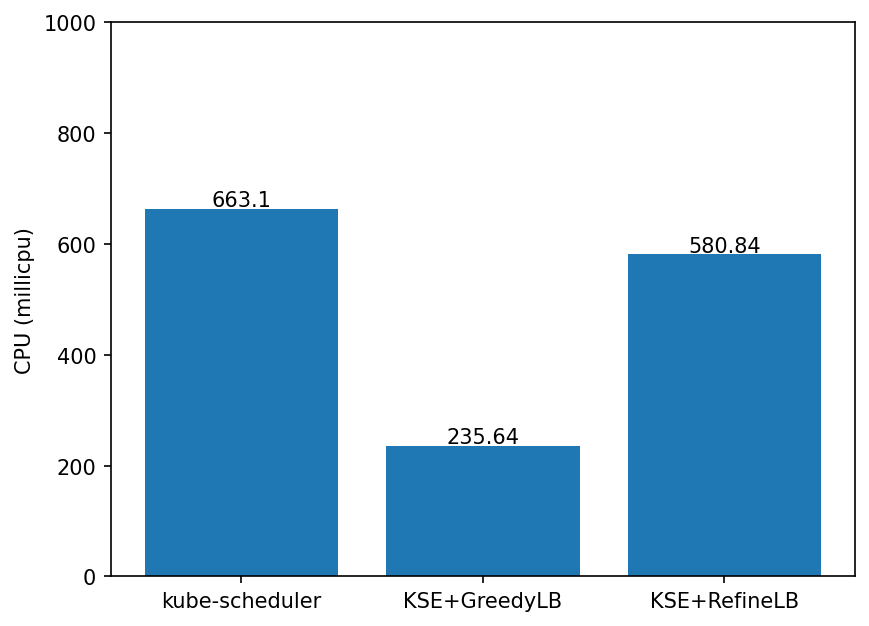 1000
800
600
400
200
0
CPU (millicpu)
663.1
235.64
580.84
kube-scheduler
KSE+GreedyLB
KSE+RefineLB